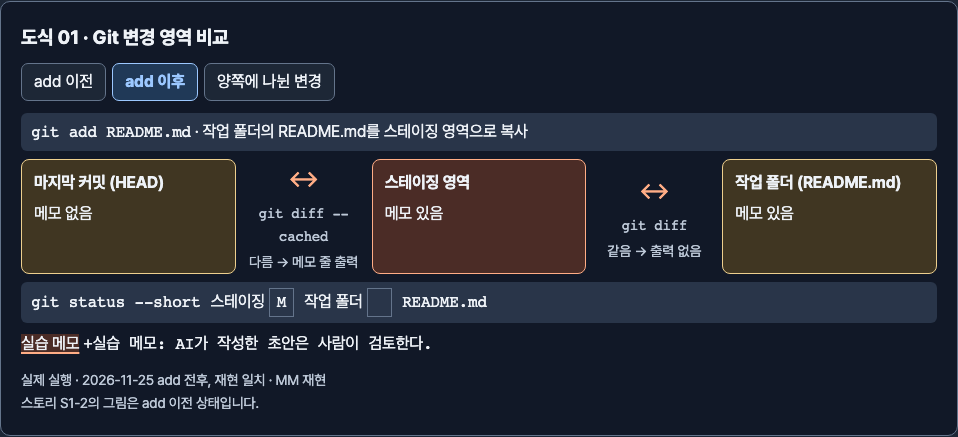 도식 01 · Git 변경 영역 비교
add 이전
add 이후
양쪽에 나뉜 변경
git add README.md · 작업 폴더의 README.md를 스테이징 영역으로 복사
마지막 커밋 (HEAD)
메모 없음
↔
git diff --
cached
다름 → 메모 줄 출력
스테이징 영역
메모 있음
↔
git diff
같음 → 출력 없음
작업 폴더 (README.md)
메모 있음
git status --short 스테이징 M 작업 폴더 README.md
실습 메모 +실습 메모: AI가 작성한 초안은 사람이 검토한다.
실제 실행 · 2026-11-25 add 전후, 재현 일치 · MM 재현
스토리 S1-2의 그림은 add 이전 상태입니다.